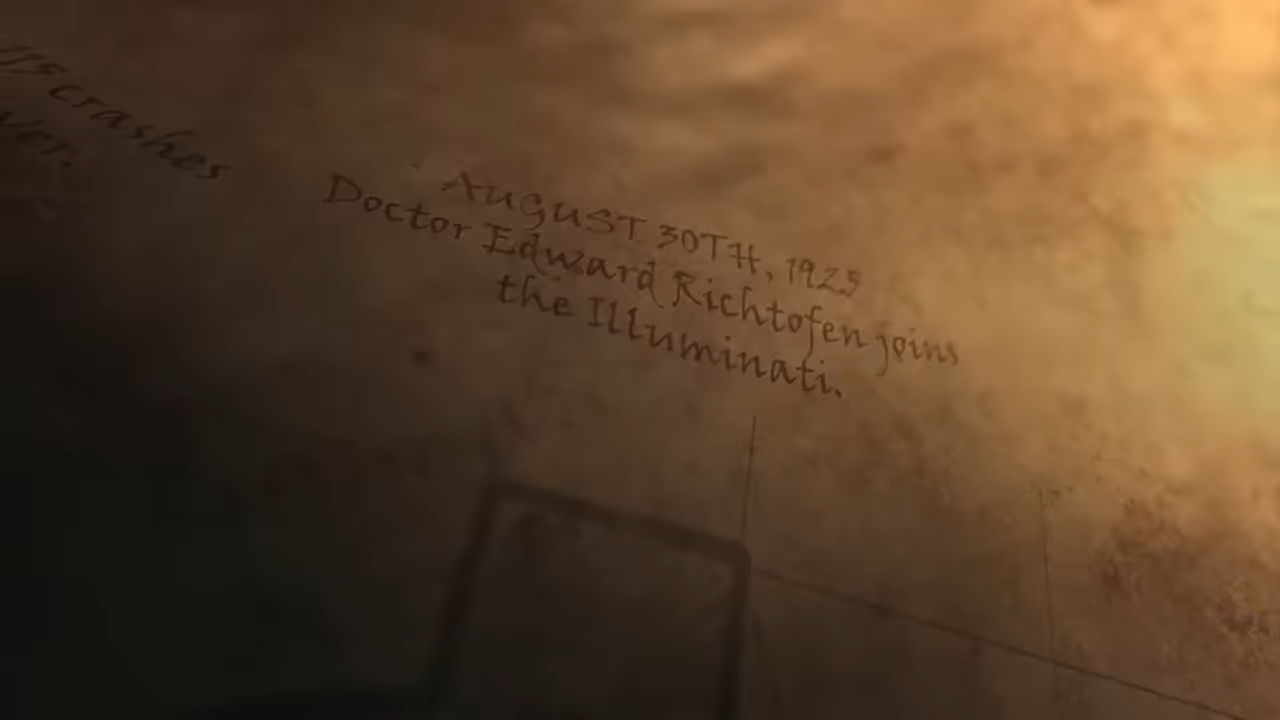 crashes
AUGUST 30TH, 1925
Doctor Edward Richtofen joins
the Illuminati.